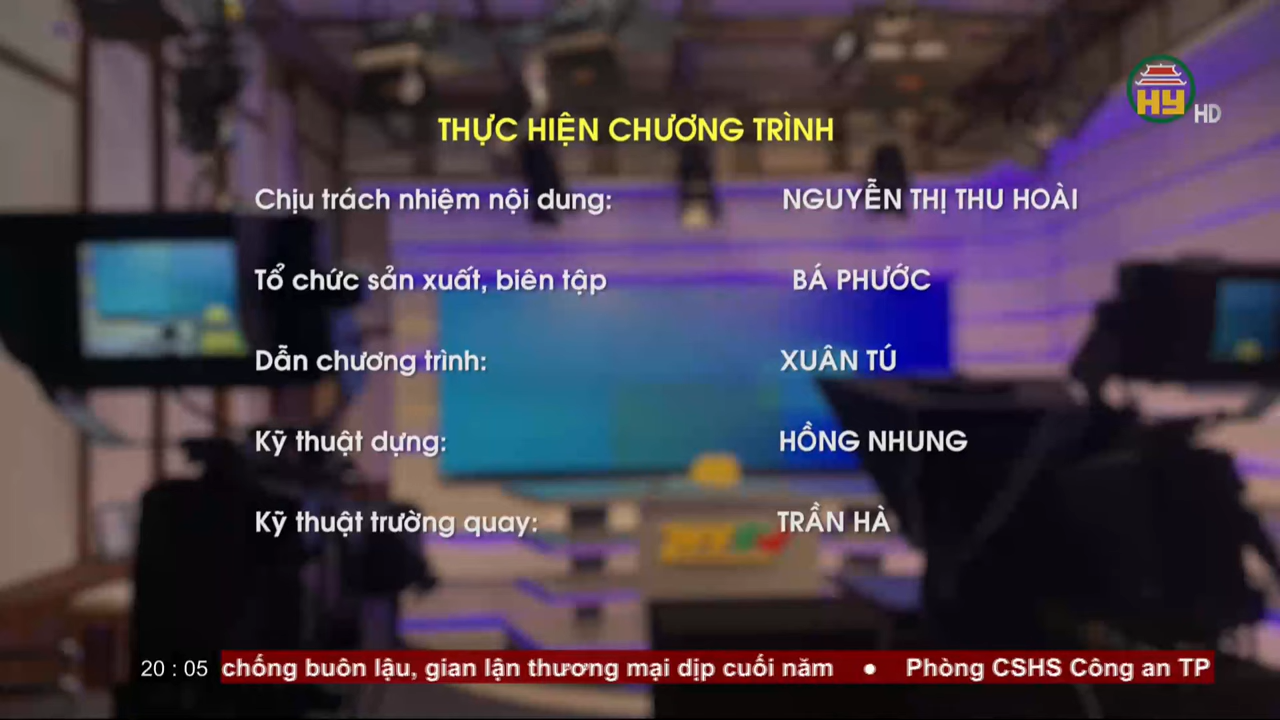 HY HD
THỰC HIỆN CHƯƠNG TRÌNH
Chịu trách nhiệm nội dung: NGUYỄN THỊ THU HOÀI
Tổ chức sản xuất, biên tập BÁ PHƯỚC
Dẫn chương trình: XUÂN TÚ
Kỹ thuật dựng: HỒNG NHUNG
Kỹ thuật trường quay: TRẦN HÀ
20 : 05 chống buôn lậu, gian lận thương mại dịp cuối năm • Phòng CSHS Công an TP